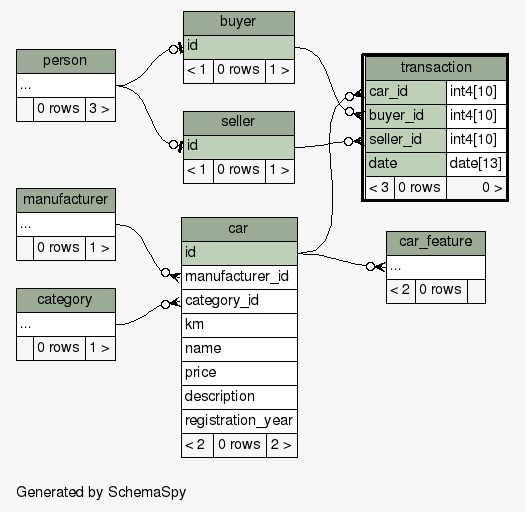 buyer
id
< 1 0 rows 1 >
person
...
0 rows 3 >
transaction
car_id int4[10]
buyer_id int4[10]
seller_id int4[10]
date date[13]
< 3 0 rows 0 >
seller
id
< 1 0 rows 1 >
manufacturer
...
0 rows 1 >
car
id
manufacturer_id
category_id
km
name
price
description
registration_year
< 2 0 rows 2 >
car_feature
...
< 2 0 rows
category
...
0 rows 1 >
Generated by SchemaSpy